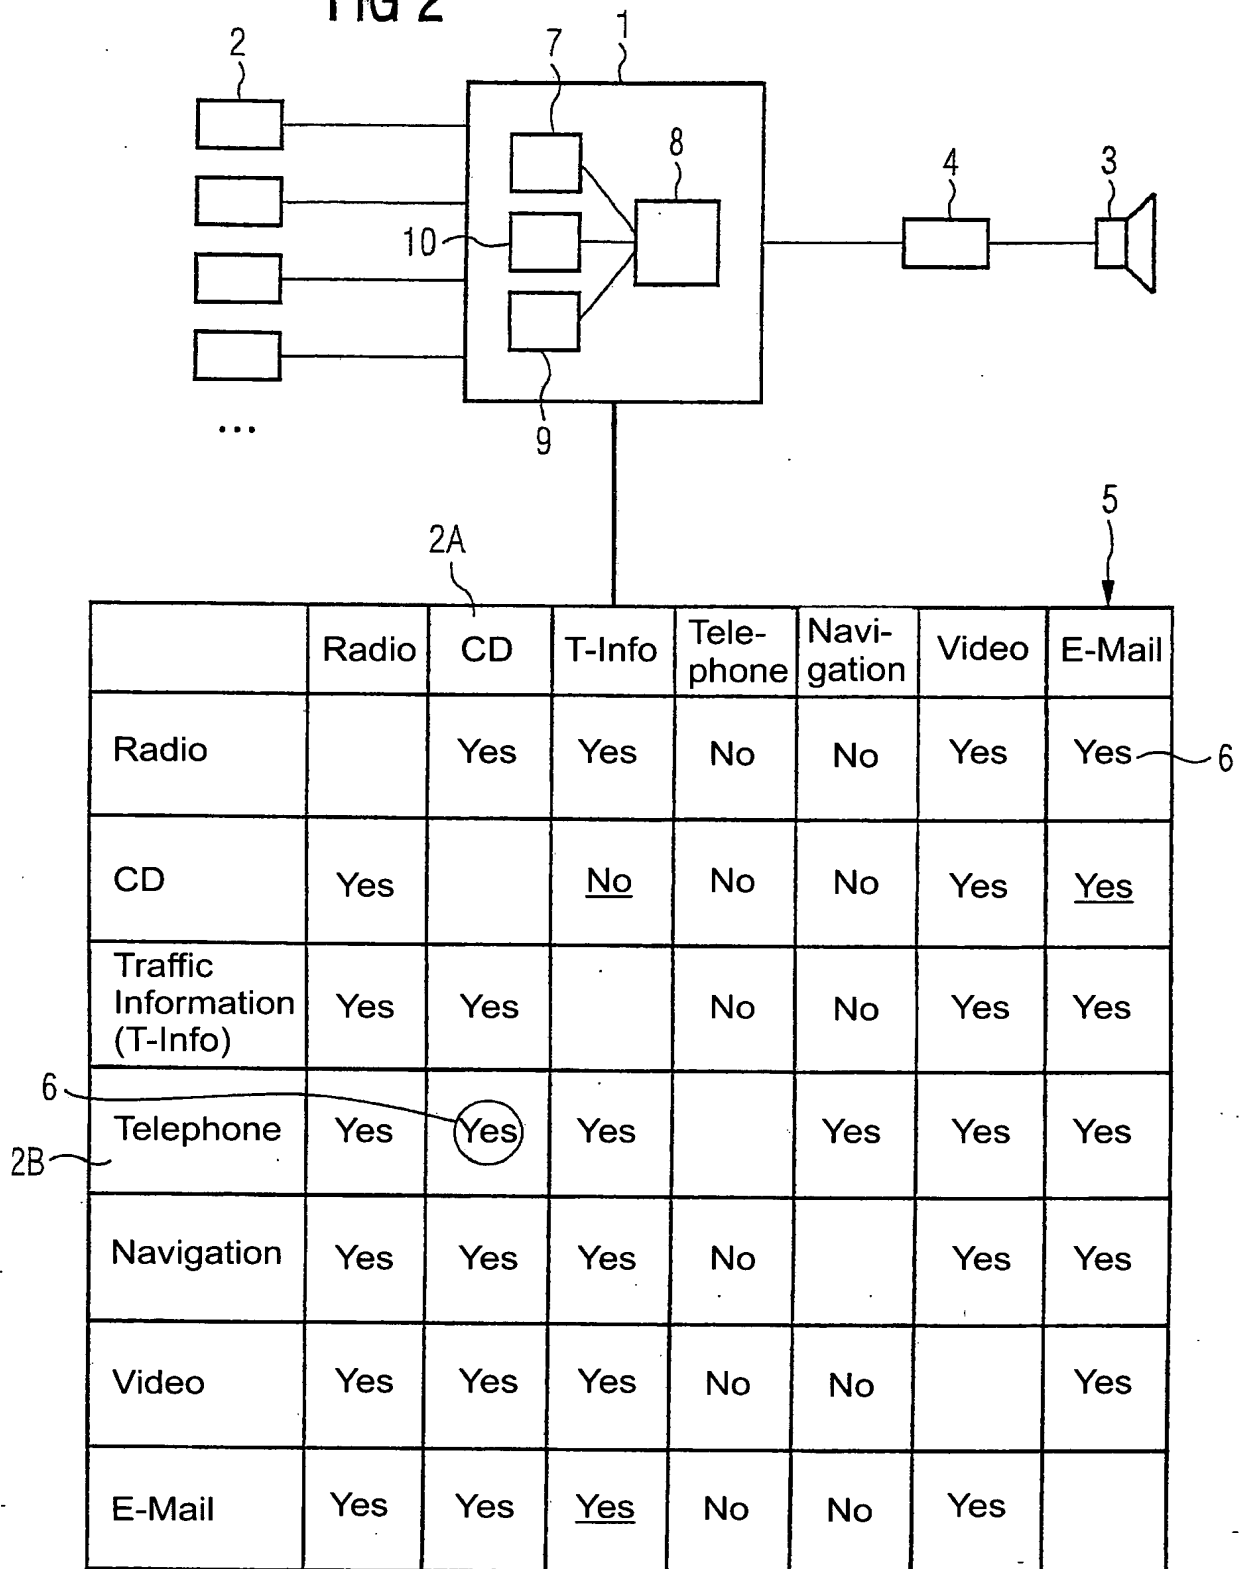 FIG 2
1
2
7
8
4
3
10
9
...
5
2A
Radio CD T-Info Tele- phone Navi- gation Video E-Mail
Radio Yes Yes No No Yes Yes 6
CD Yes No No No Yes Yes
Traffic
Information
(T-Info) Yes Yes No No Yes Yes
6
Telephone Yes Yes Yes Yes Yes Yes
2B
Navigation Yes Yes Yes No Yes Yes
Video Yes Yes Yes No No Yes
E-Mail Yes Yes Yes No No Yes